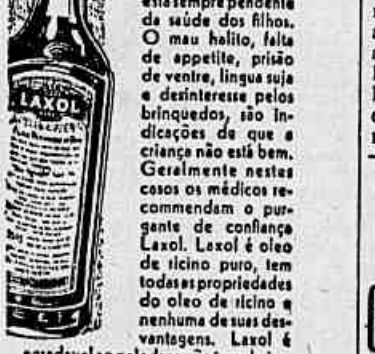 está sempre pendente
da saúde dos filhos.
O mau halito, falta
de appetite, prisão
de ventre, lingua suja
e desinteresse pelos
brinquedos, são in-
dicações de que a
criança não está bem.
Geralmente nestes
casos os médicos re-
commendam o pur-
gante de confiança
Laxol. Laxol é oleo
de ricino puro, tem
todas as propriedades
do oleo de ricino e
nenhuma de suas des-
vantagens. Laxol é
LAXOL